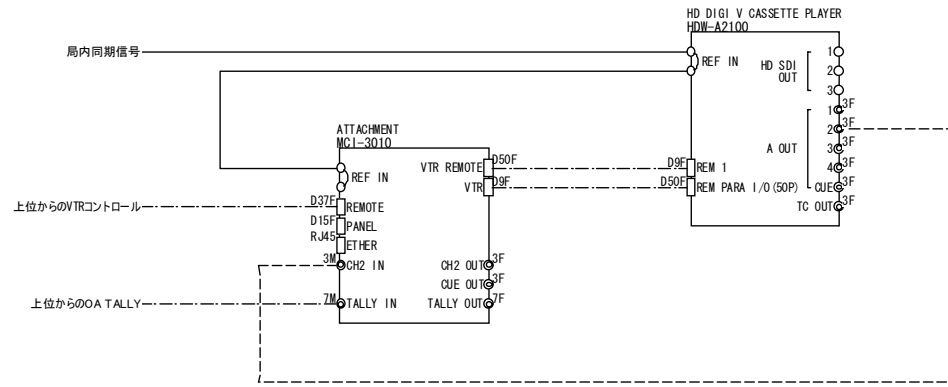 HD DIGI V CASSETTE PLAYER
HDW-A2100
局内同期信号
REF IN
HD SDI
OUT
1
2
3
A OUT
1
3F
2
3F
3
3F
4
3F
CUE
3F
TC OUT
3F
D9F
REM 1
D50F
REM PARA I/O(50P)
ATTACHMENT
MCI-3010
REF IN
VTR REMOTE
D50F
VTR
D9F
上位からのVTRコントロール
D37F
REMOTE
D15F
PANEL
RJ45
ETHER
3M
CH2 IN
CH2 OUT
3F
CUE OUT
3F
上位からのOA TALLY
7M
TALLY IN
TALLY OUT
7F